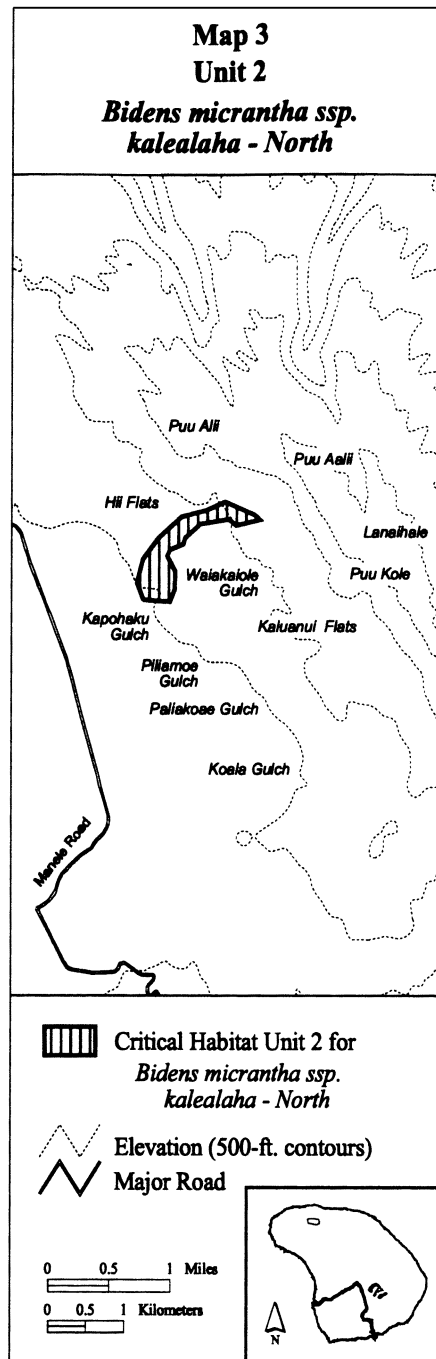 Map 3
Unit 2
Bidens micrantha ssp.
kalealaha - North
Puu Alii
Puu Aalii
Hii Flats
Lanaihale
Waiakaiole
Gulch
Puu Kole
Kapohaku
Gulch
Kaiuanui Flats
Piliamoe
Gulch
Paliakoae Gulch
Koala Gulch
Manele Road
Critical Habitat Unit 2 for
Bidens micrantha ssp.
kalealaha - North
Elevation (500-ft. contours)
Major Road
0 0.5 1 Miles
0 0.5 1 Kilometers
N